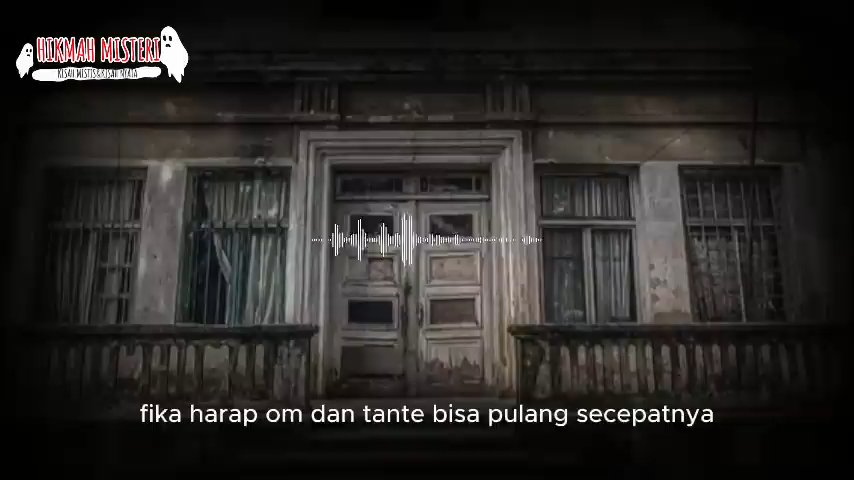 HIKMAH MISTERI
fika harap om dan tante bisa pulang secepatnya